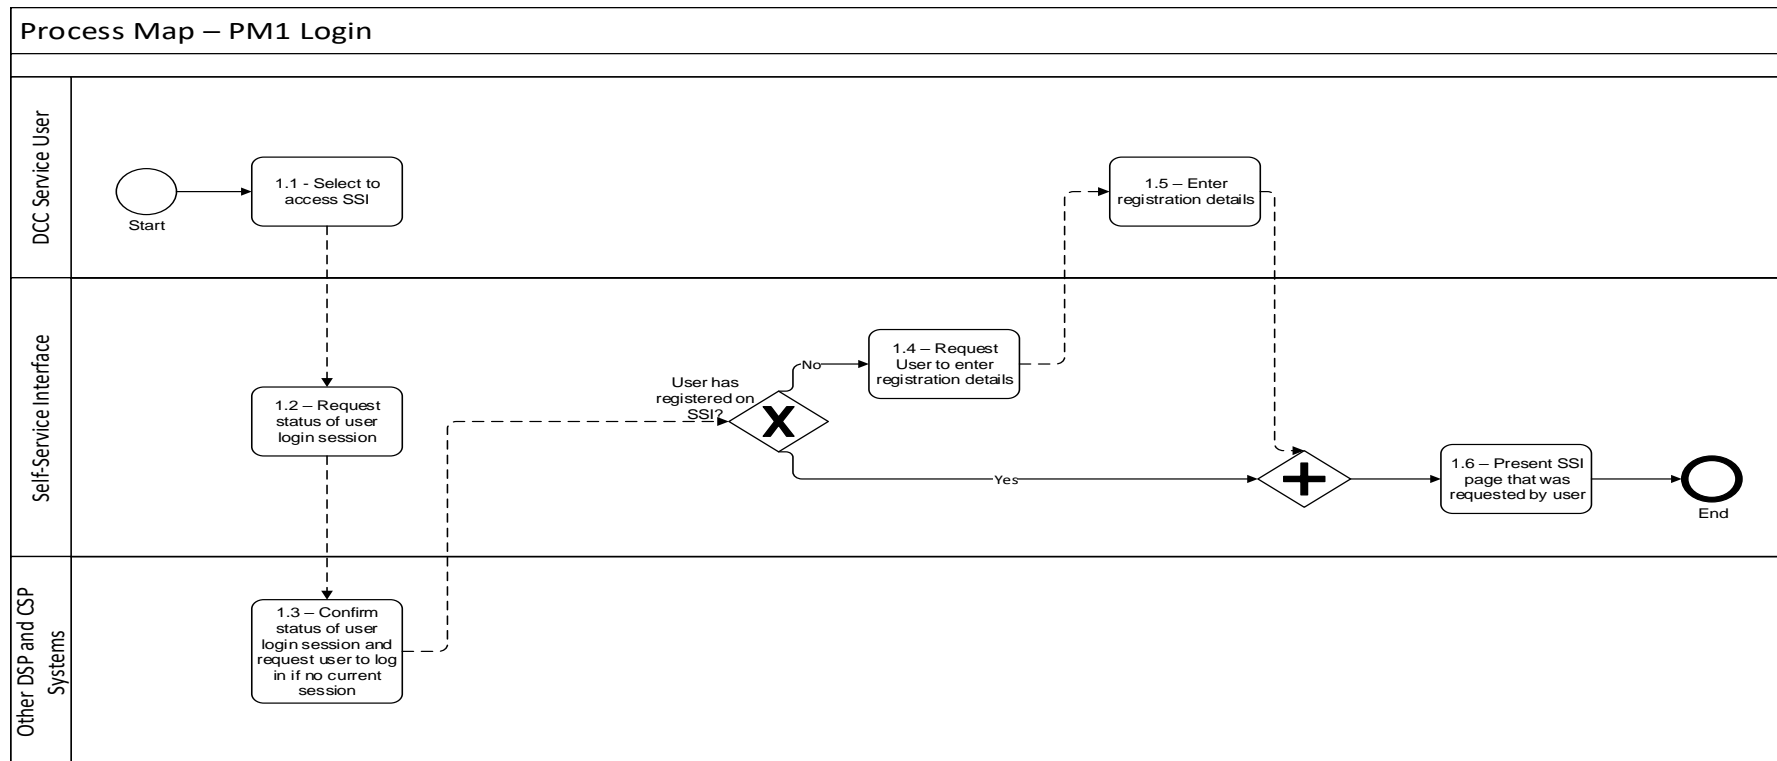 Process Map – PM1 Login
DCC Service User
Start
1.1 - Select to
access SSI
1.5 – Enter
registration details
Self-Service Interface
1.2 – Request
status of user
login session
User has
registered on
SSI?
X
No
1.4 – Request
User to enter
registration details
Yes
1.6 – Present SSI
page that was
requested by user
End
Other DSP and CSP
Systems
1.3 – Confirm
status of user
login session and
request user to log
in if no current
session